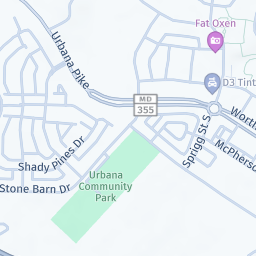 Fat Oxen
Urbana Pike
D3 Tint
MD
355
Worth
Sprigg St S
McPhers
Shady Pines Dr
Stone Barn Dr
Urbana
Community
Park